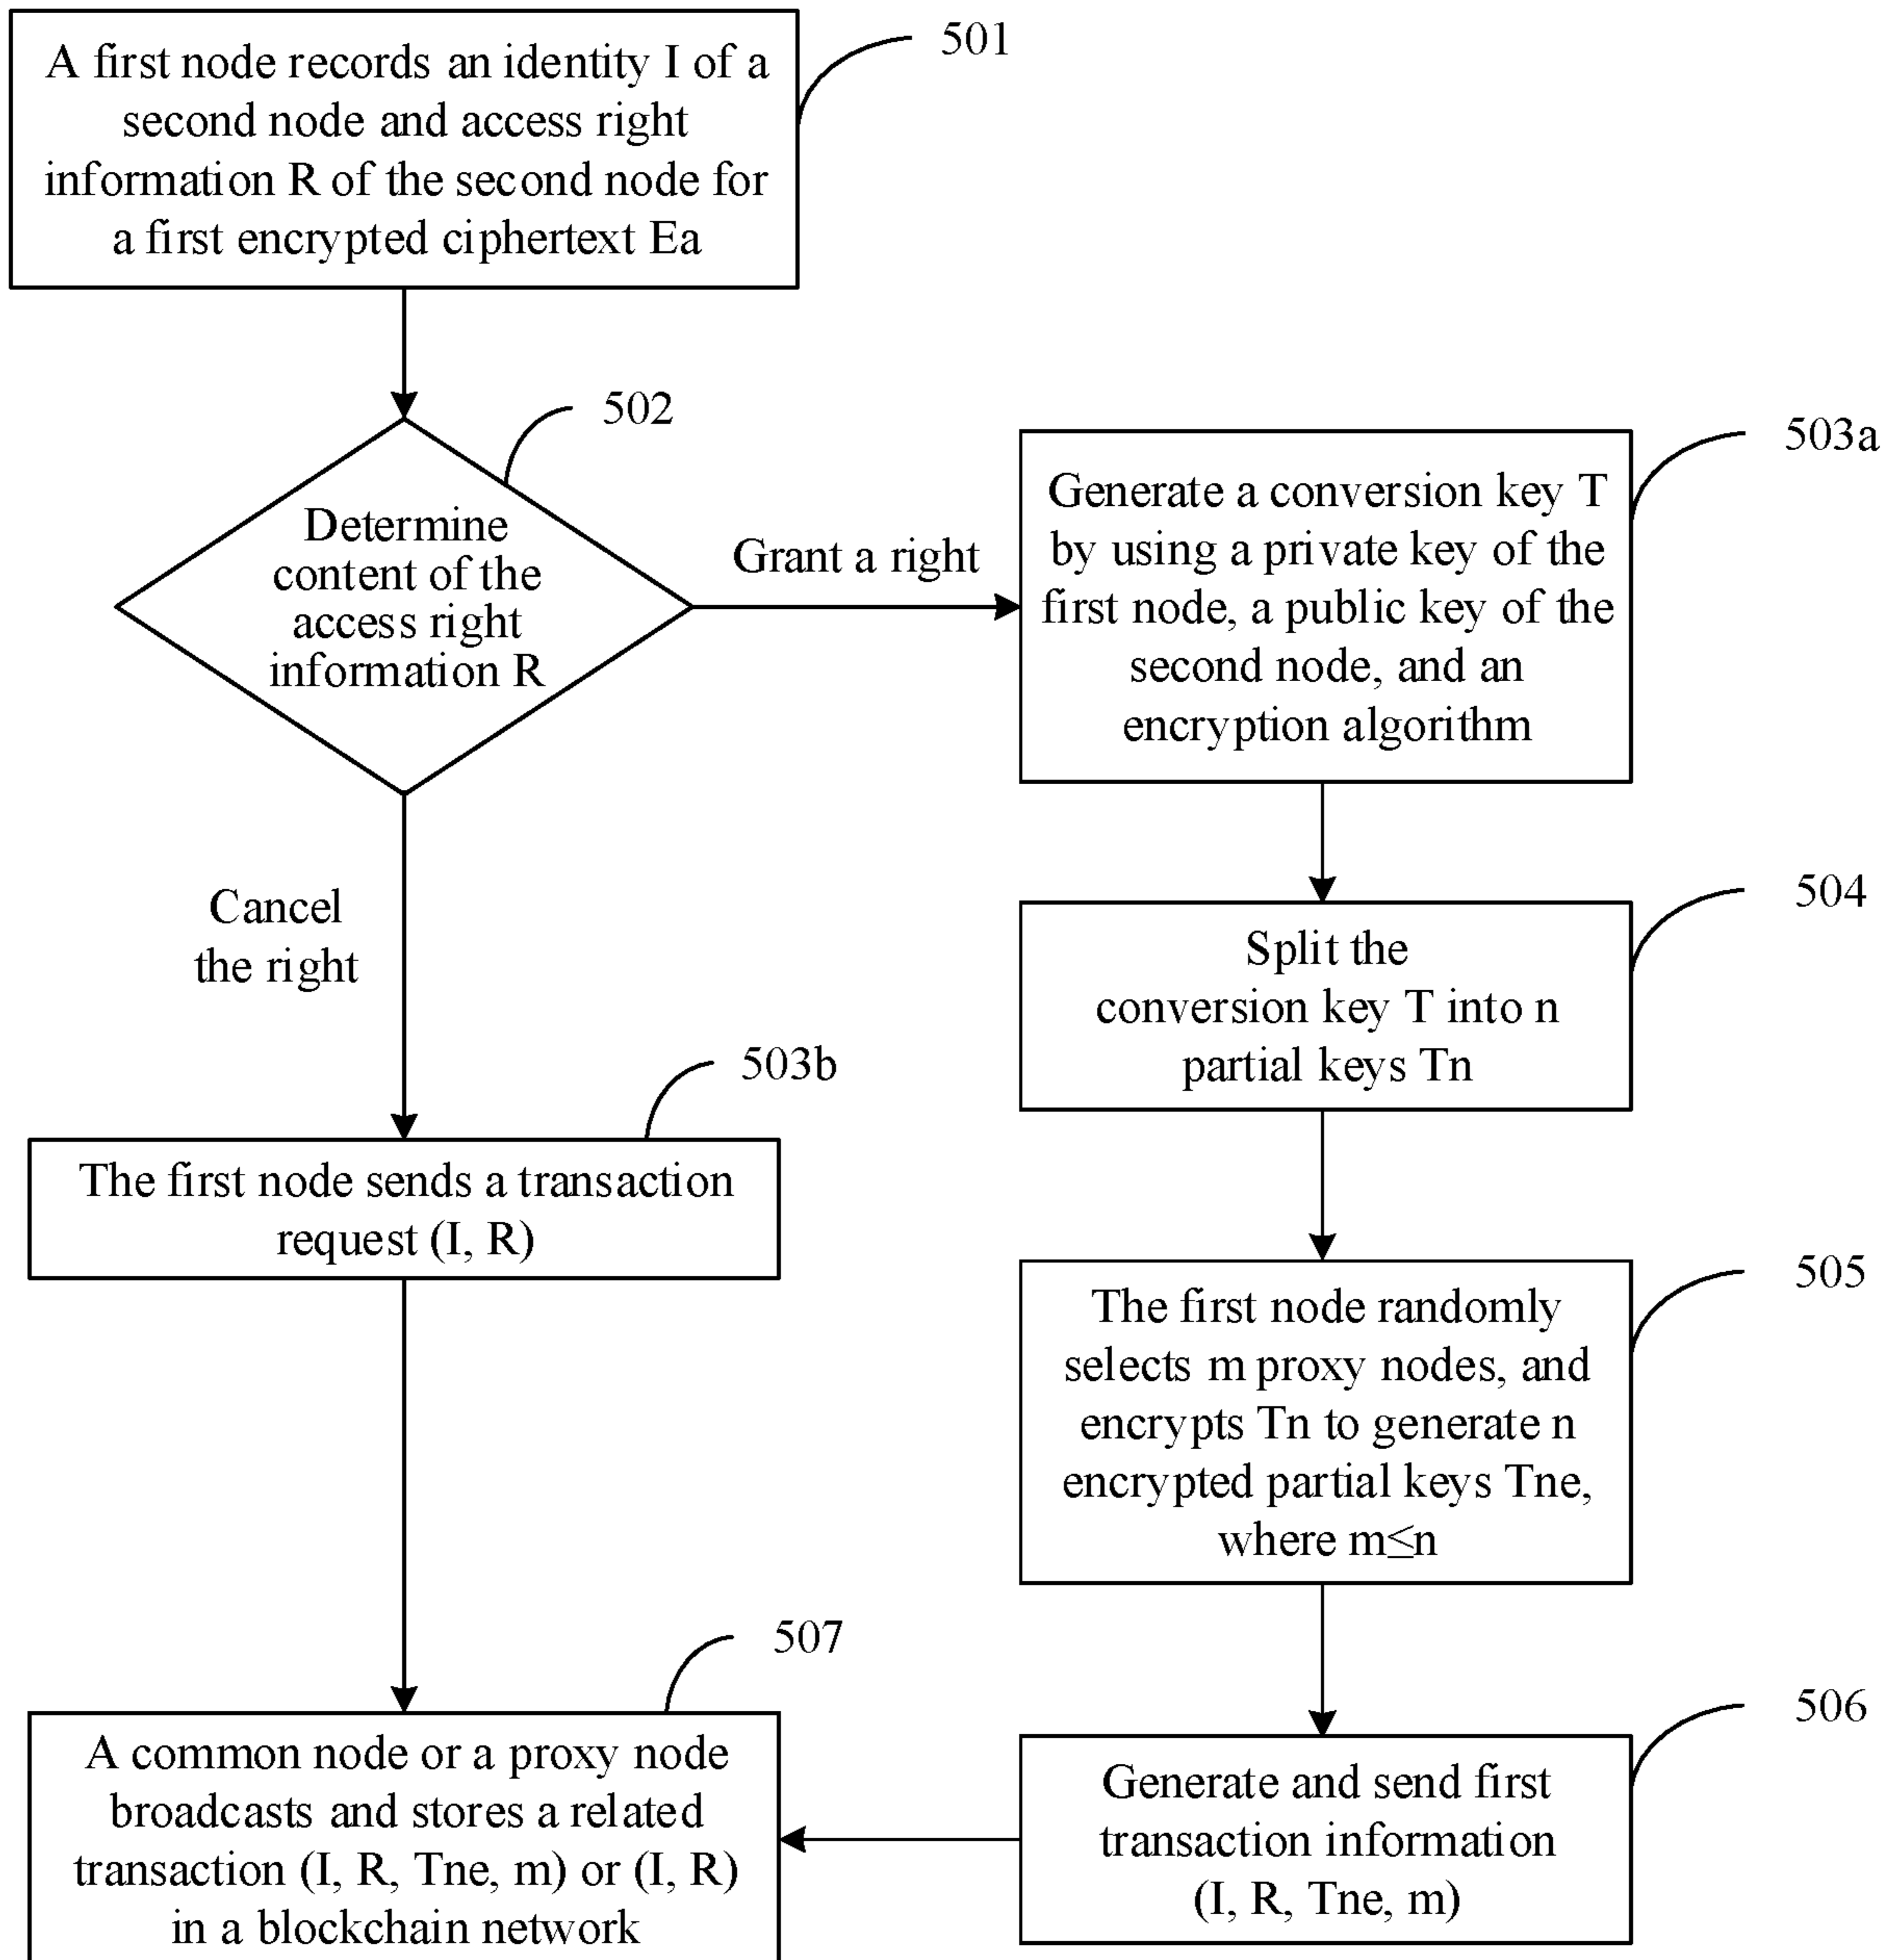 A first node records an identity I of a
second node and access right
information R of the second node for
a first encrypted ciphertext Ea
501
502
Determine
content of the
access right
information R
Grant a right
503a
Generate a conversion key T
by using a private key of the
first node, a public key of the
second node, and an
encryption algorithm
Cancel
the right
504
Split the
conversion key T into n
partial keys Tn
503b
The first node sends a transaction
request (I, R)
505
The first node randomly
selects m proxy nodes, and
encrypts Tn to generate n
encrypted partial keys Tne,
where m≤n
506
Generate and send first
transaction information
(I, R, Tne, m)
507
A common node or a proxy node
broadcasts and stores a related
transaction (I, R, Tne, m) or (I, R)
in a blockchain network